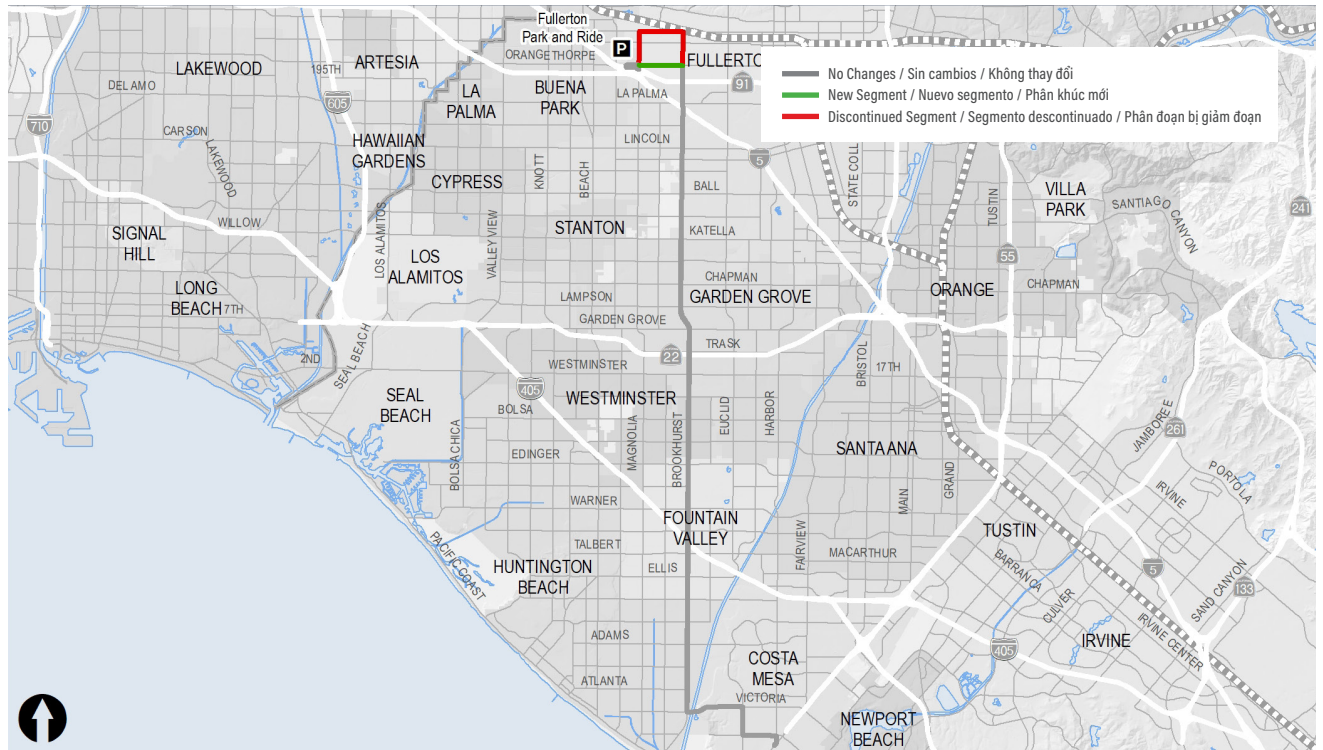 Fullerton
Park and Ride
P
ORANGETHORPE
FULLERTO
91
No Changes / Sin cambios / Không thay đổi
New Segment / Nuevo segmento / Phân khúc mới
Discontinued Segment / Segmento descontinuado / Phân đoạn bị giảm đoạn
LAKEWOOD
195TH
ARTESIA
DEL AMO
605
LA
PALMA
BUENA
PARK
LA PALMA
710
CARSON
LAKEWOOD
HAWAIIAN
GARDENS
LINCOLN
5
STATE COLL
CYPRESS
KNOTT
BEACH
BALL
TUSTIN
VILLA
PARK
SANTIAGO CANYON
241
WILLOW
SIGNAL
HILL
LOS ALAMITOS
LOS
ALAMITOS
VALLEY VIEW
STANTON
KATELLA
55
LONG
BEACH
7TH
LAMPSON
CHAPMAN
GARDEN GROVE
ORANGE
CHAPMAN
GARDEN GROVE
2ND
SEAL BEACH
22
TRASK
WESTMINSTER
BRISTOL
17TH
405
SEAL
BEACH
BOLSA
WESTMINSTER
EUCLID
HARBOR
JAMBOREE
261
BOLSA CHICA
EDINGER
MAGNOLIA
BROOKHURST
SANTA ANA
MAIN
GRAND
PORTOLA
IRVINE
WARNER
FOUNTAIN
VALLEY
TUSTIN
PACIFIC COAST
TALBERT
FAIRVIEW
MACARTHUR
BARRANCA
HUNTINGTON
BEACH
ELLIS
5
SAND CANYON
133
CULVER
ADAMS
IRVINE
IRVINE CENTER
405
COSTA
MESA
ATLANTA
VICTORIA
NEWPORT
BEACH